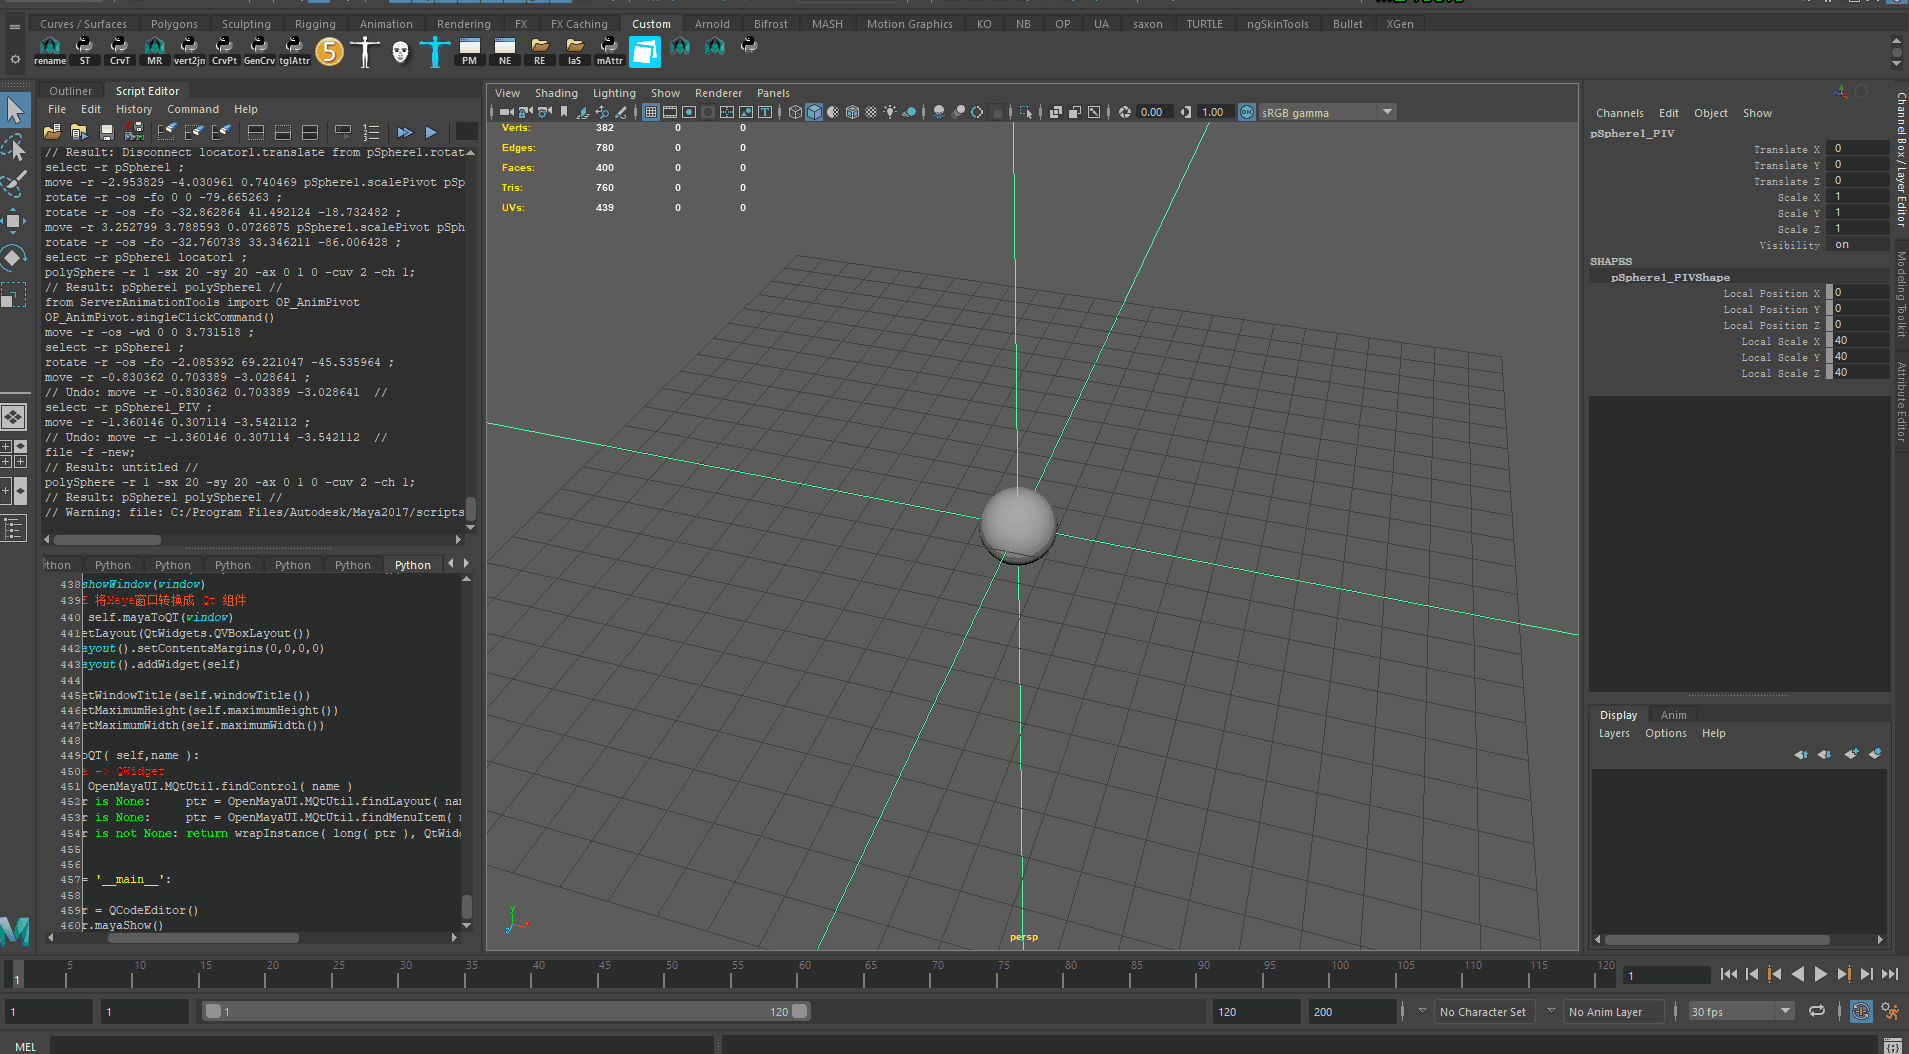 Curves / Surfaces Polygons Sculpting Rigging Animation Rendering FX FX Caching Custom Arnold Bifrost MASH Motion Graphics KO NB OP UA saxon TURTLE ngSkinTools Bullet XGen
rename ST CrvT MR vert2jn CrvPt GenCrv tglAttr 5 PM NE RE IaS mAttr
Outliner Script Editor
File Edit History Command Help
// Result: Disconnect locator1.translate from pSphere1.rotat
select -r pSphere1 ;
move -r -2.953829 -4.030961 0.740469 pSphere1.scalePivot pSp
rotate -r -os -fo 0 0 -79.665263 ;
rotate -r -os -fo -32.862864 41.492124 -18.732482 ;
move -r 3.252799 3.788593 0.0726875 pSphere1.scalePivot pSph
rotate -r -os -fo -32.760738 33.346211 -86.006428 ;
select -r pSphere1 locator1 ;
polySphere -r 1 -sx 20 -sy 20 -ax 0 1 0 -cuv 2 -ch 1;
// Result: pSphere1 polySphere1 //
from ServerAnimationTools import OP_AnimPivot
OP_AnimPivot.singleClickCommand()
move -r -os -wd 0 0 3.731518 ;
select -r pSphere1 ;
rotate -r -os -fo -2.085392 69.221047 -45.535964 ;
move -r -0.830362 0.703389 -3.028641 ;
// Undo: move -r -0.830362 0.703389 -3.028641 //
select -r pSphere1_PIV ;
move -r -1.360146 0.307114 -3.542112 ;
// Undo: move -r -1.360146 0.307114 -3.542112 //
file -f -new;
// Result: untitled //
polySphere -r 1 -sx 20 -sy 20 -ax 0 1 0 -cuv 2 -ch 1;
// Result: pSphere1 polySphere1 //
// Warning: file: C:/Program Files/Autodesk/Maya2017/scripts
thon Python Python Python Python Python Python
438 showWindow(window)
439 将Maya窗口转换成 Qt 组件
440 self.mayaToQT(window)
441 etLayout(QtWidgets.QVBoxLayout())
442 ayout().setContentsMargins(0,0,0,0)
443 ayout().addWidget(self)
444
445 etWindowTitle(self.windowTitle())
446 etMaximumHeight(self.maximumHeight())
447 etMaximumWidth(self.maximumWidth())
448
449 oQT( self,name ):
450 a -> QWidget
451 OpenMayaUI.MQtUtil.findControl( name )
452 r is None: ptr = OpenMayaUI.MQtUtil.findLayout( nam
453 r is None: ptr = OpenMayaUI.MQtUtil.findMenuItem(
454 r is not None: return wrapInstance( long( ptr ), QtWid
455
456
457 = '__main__':
458
459 r = QCodeEditor()
460 r.mayaShow()
View Shading Lighting Show Renderer Panels
0.00 1.00 ON sRGB gamma
Verts: 382 0 0
Edges: 780 0 0
Faces: 400 0 0
Tris: 760 0 0
UVs: 439 0 0
y
z
persp
Channels Edit Object Show
pSphere1_PIV
Translate X 0
Translate Y 0
Translate Z 0
Scale X 1
Scale Y 1
Scale Z 1
Visibility on
SHAPES
pSphere1_PIVShape
Local Position X 0
Local Position Y 0
Local Position Z 0
Local Scale X 40
Local Scale Y 40
Local Scale Z 40
Channel Box / Layer Editor
Modeling Toolkit
Attribute Editor
Display Anim
Layers Options Help
1 5 10 15 20 25 30 35 40 45 50 55 60 65 70 75 80 85 90 95 100 105 110 115 120 1
1 1 1 120 120 200 No Character Set No Anim Layer 30 fps
MEL